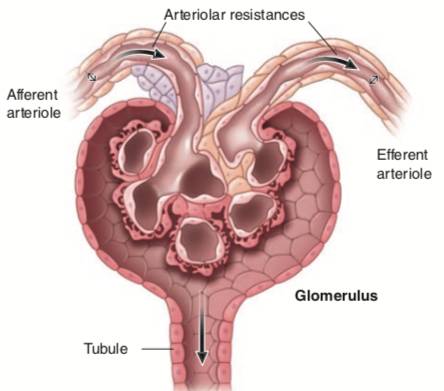 Arteriolar resistances
Afferent
arteriole
Efferent
arteriole
Glomerulus
Tubule